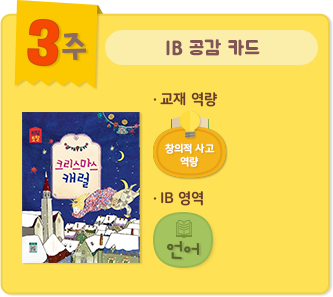 3주
IB 공감 카드
· 교재 역량
크리스마스
캐럴
창의적 사고
역량
· IB 영역
언어